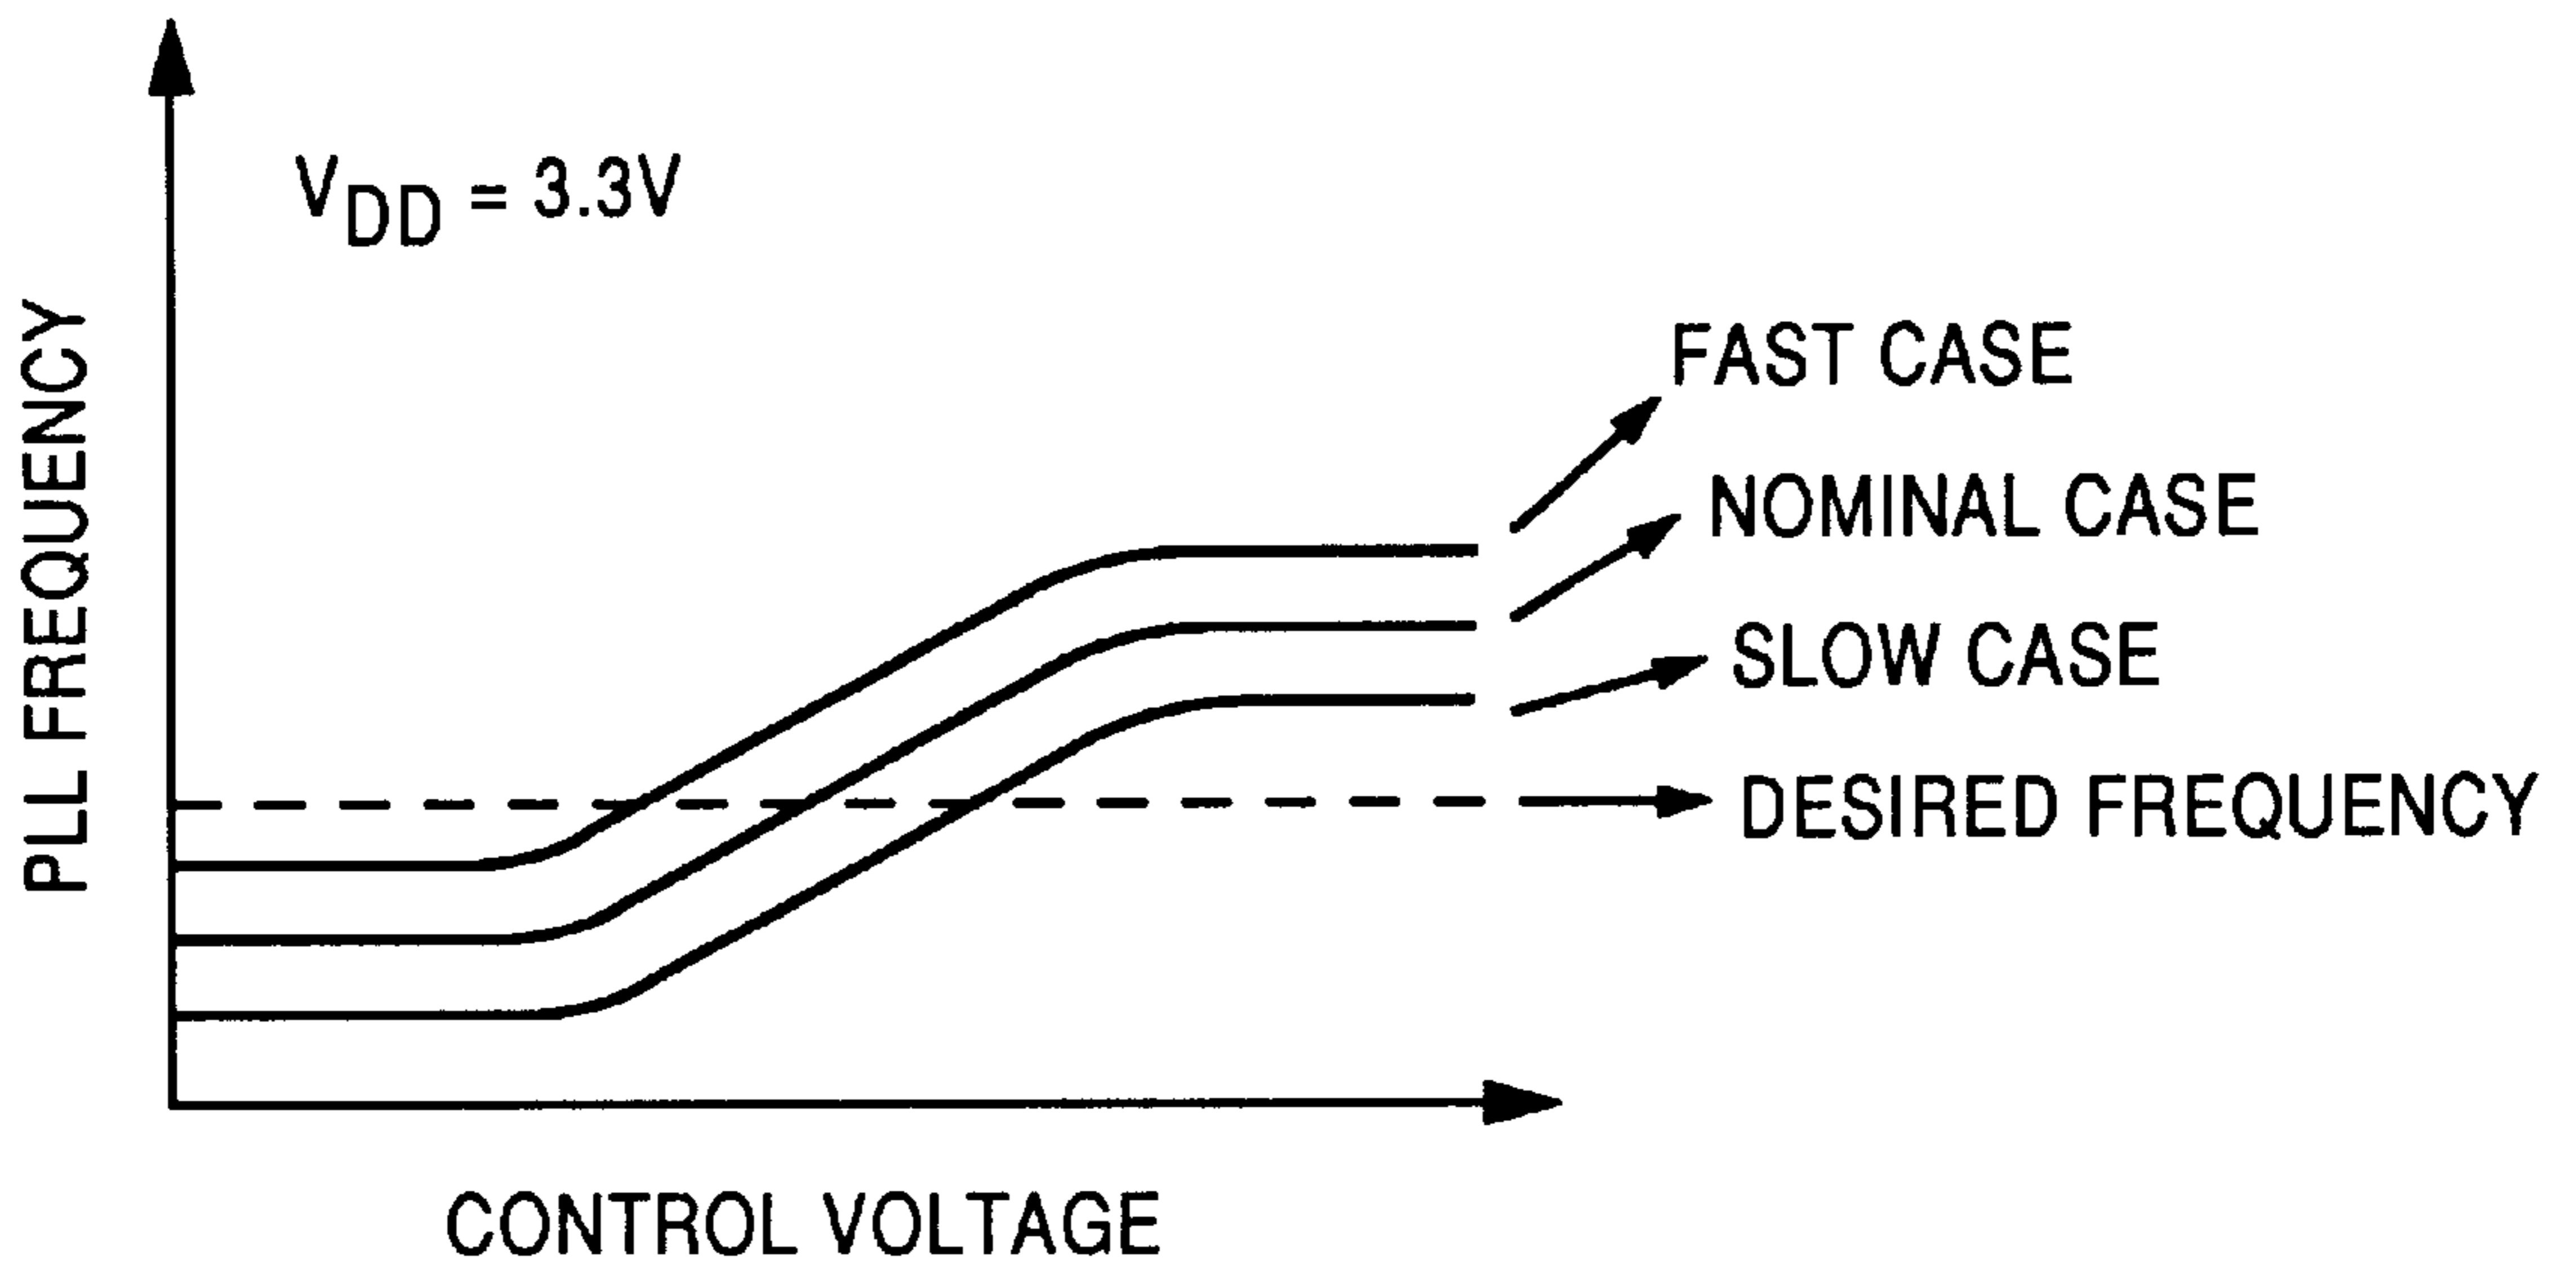 V_DD = 3.3V
PLL FREQUENCY
FAST CASE
NOMINAL CASE
SLOW CASE
DESIRED FREQUENCY
CONTROL VOLTAGE